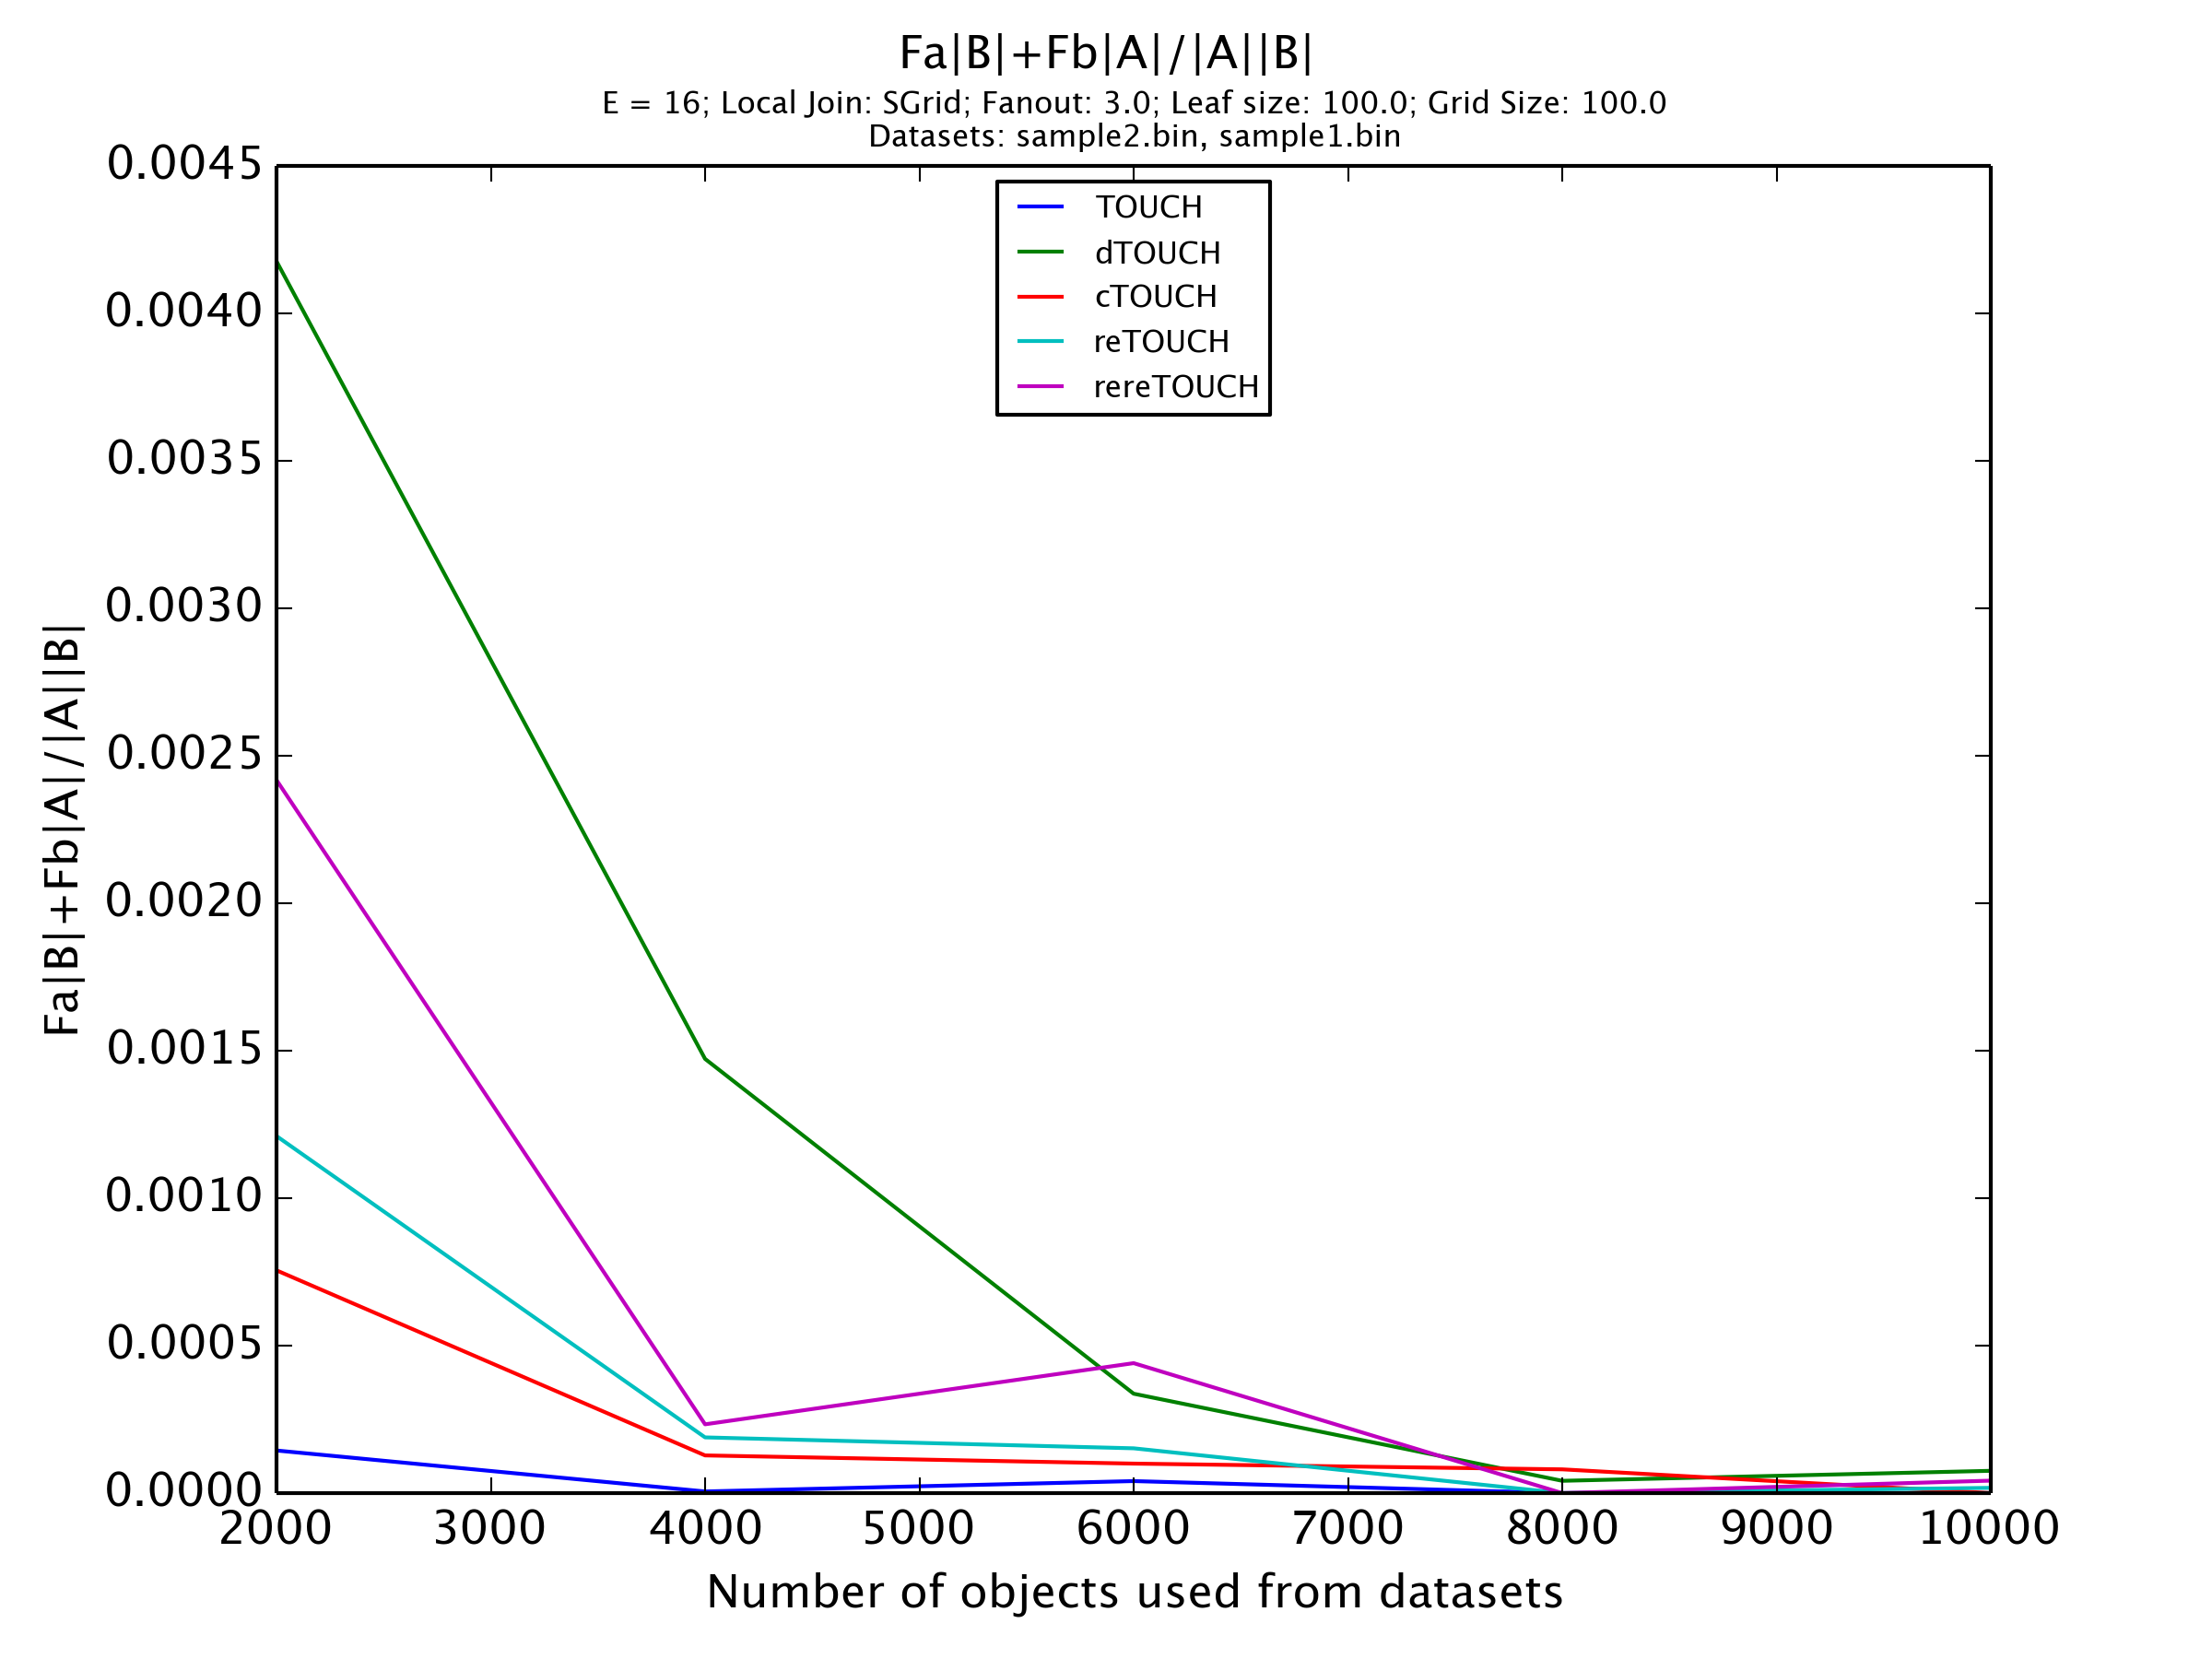 Fa|B|+Fb|A|/|A||B|
E = 16; Local Join: SGrid; Fanout: 3.0; Leaf size: 100.0; Grid Size: 100.0
Datasets: sample2.bin, sample1.bin
TOUCH
dTOUCH
cTOUCH
reTOUCH
rereTOUCH
Fa|B|+Fb|A|/|A||B|
0.0045
0.0040
0.0035
0.0030
0.0025
0.0020
0.0015
0.0010
0.0005
0.0000
2000 3000 4000 5000 6000 7000 8000 9000 10000
Number of objects used from datasets